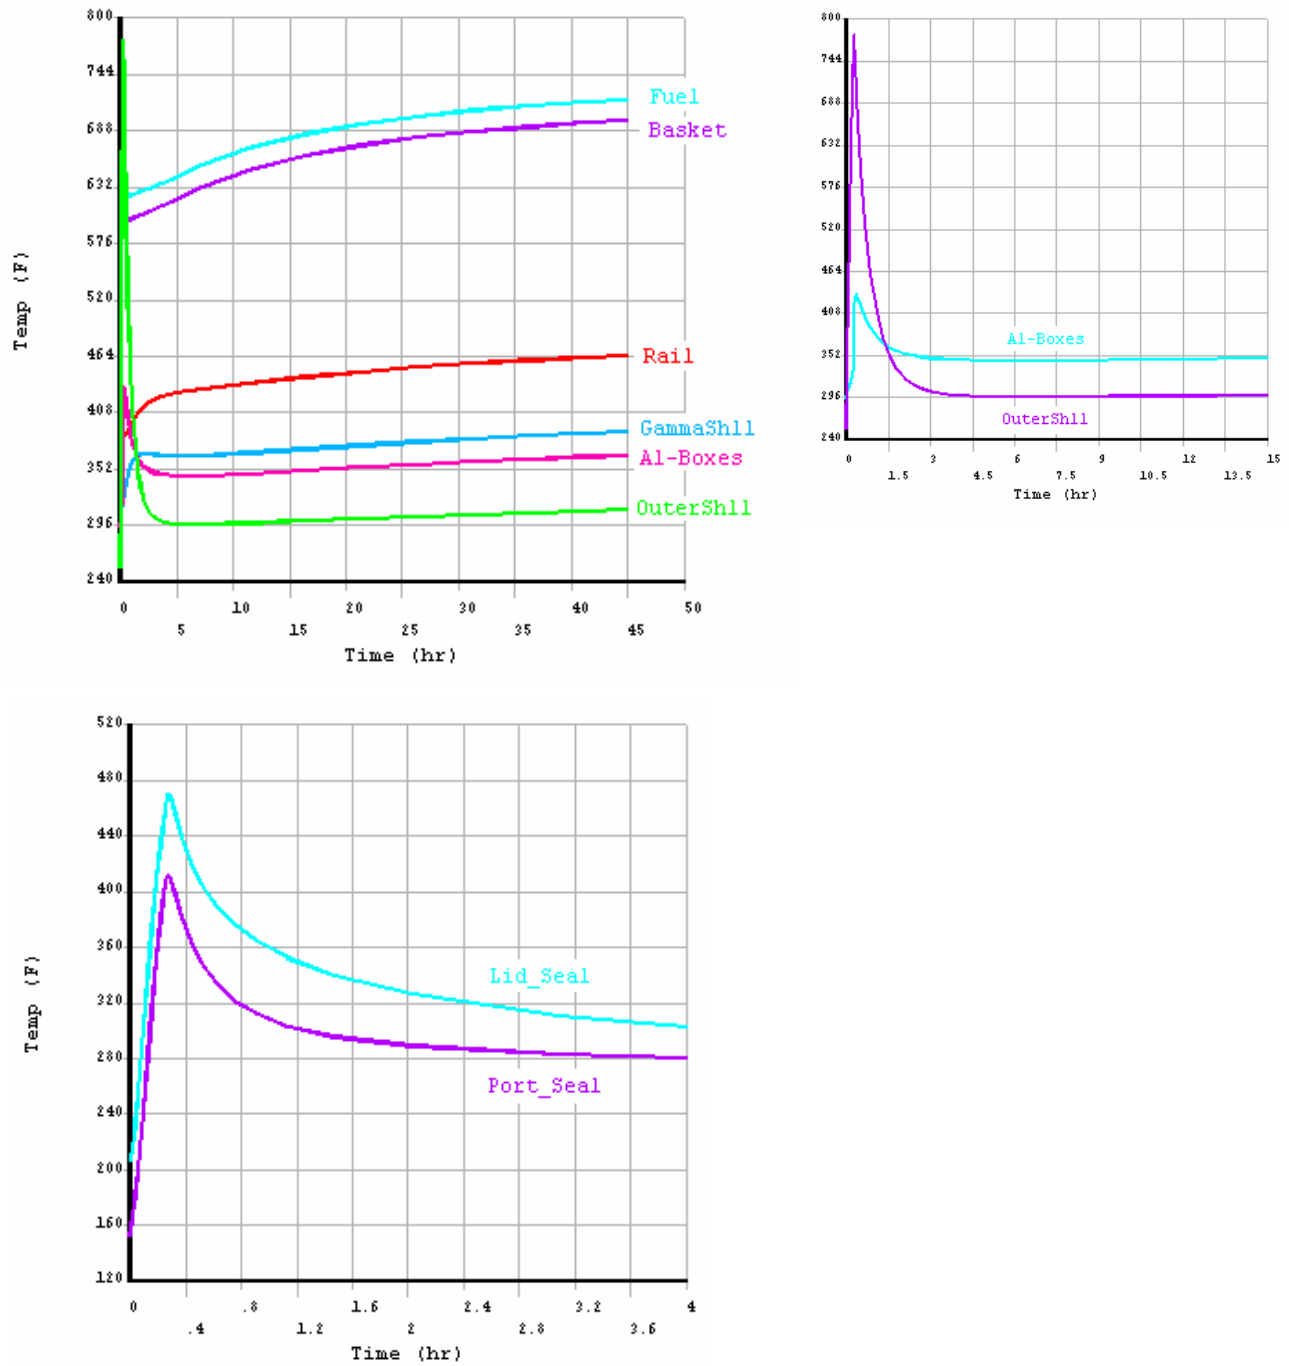 800
744
688
632
576
520
464
408
352
296
240
Temp (F)
Fuel
Basket
Rail
GammaShll
Al-Boxes
OuterShll
0 10 20 30 40 50
5 15 25 35 45
Time (hr)
800
744
688
632
576
520
464
408
352
296
240
Al-Boxes
OuterShll
0 3 6 9 12 15
1.5 4.5 7.5 10.5 13.5
Time (hr)
520
480
440
400
360
320
280
240
200
160
120
Temp (F)
Lid_Seal
Port_Seal
0 .8 1.6 2.4 3.2 4
.4 1.2 2 2.8 3.6
Time (hr)